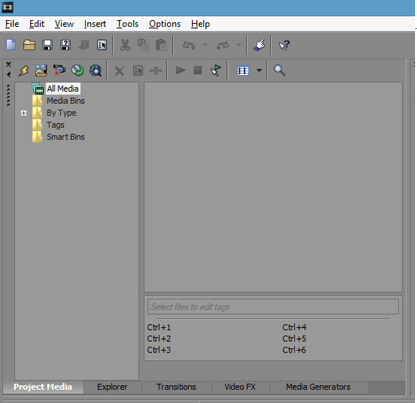 File Edit View Insert Tools Options Help
All Media
Media Bins
By Type
Tags
Smart Bins
Select files to edit tags
Ctrl+1 Ctrl+4
Ctrl+2 Ctrl+5
Ctrl+3 Ctrl+6
Project Media Explorer Transitions Video FX Media Generators